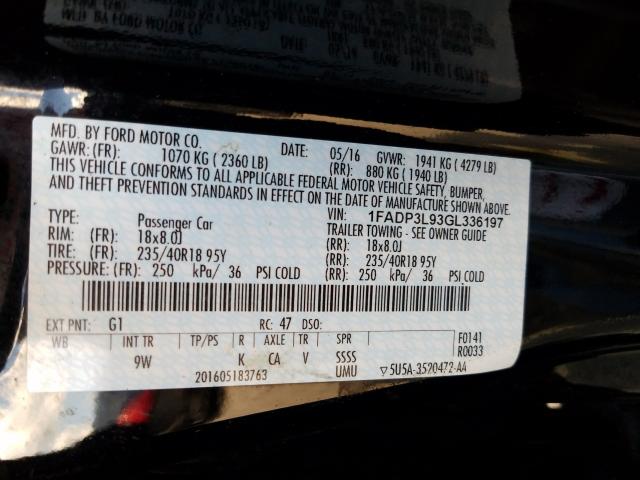 MFD. BY FORD MOTOR CO.
DATE: 05/16 GVWR: 1941 KG ( 4279 LB)
GAWR: (FR): 1070 KG ( 2360 LB) (RR): 880 KG ( 1940 LB)
THIS VEHICLE CONFORMS TO ALL APPLICABLE FEDERAL MOTOR VEHICLE SAFETY, BUMPER,
AND THEFT PREVENTION STANDARDS IN EFFECT ON THE DATE OF MANUFACTURE SHOWN ABOVE.
VIN: 1FADP3L93GL336197
TYPE: Passenger Car TRAILER TOWING - SEE OWNER GUIDE
RIM: (FR): 18x8.0J (RR): 18x8.0J
TIRE: (FR): 235/40R18 95Y (RR): 235/40R18 95Y
PRESSURE: (FR): 250 kPa/ 36 PSI COLD (RR): 250 kPa/ 36 PSI COLD
EXT PNT: G1 RC: 47 DSO:
WB INT TR TP/PS R AXLE TR SPR F0141
9W K CA V SSSS R0033
201605183763 UMU ▽5U5A-3520472-AA